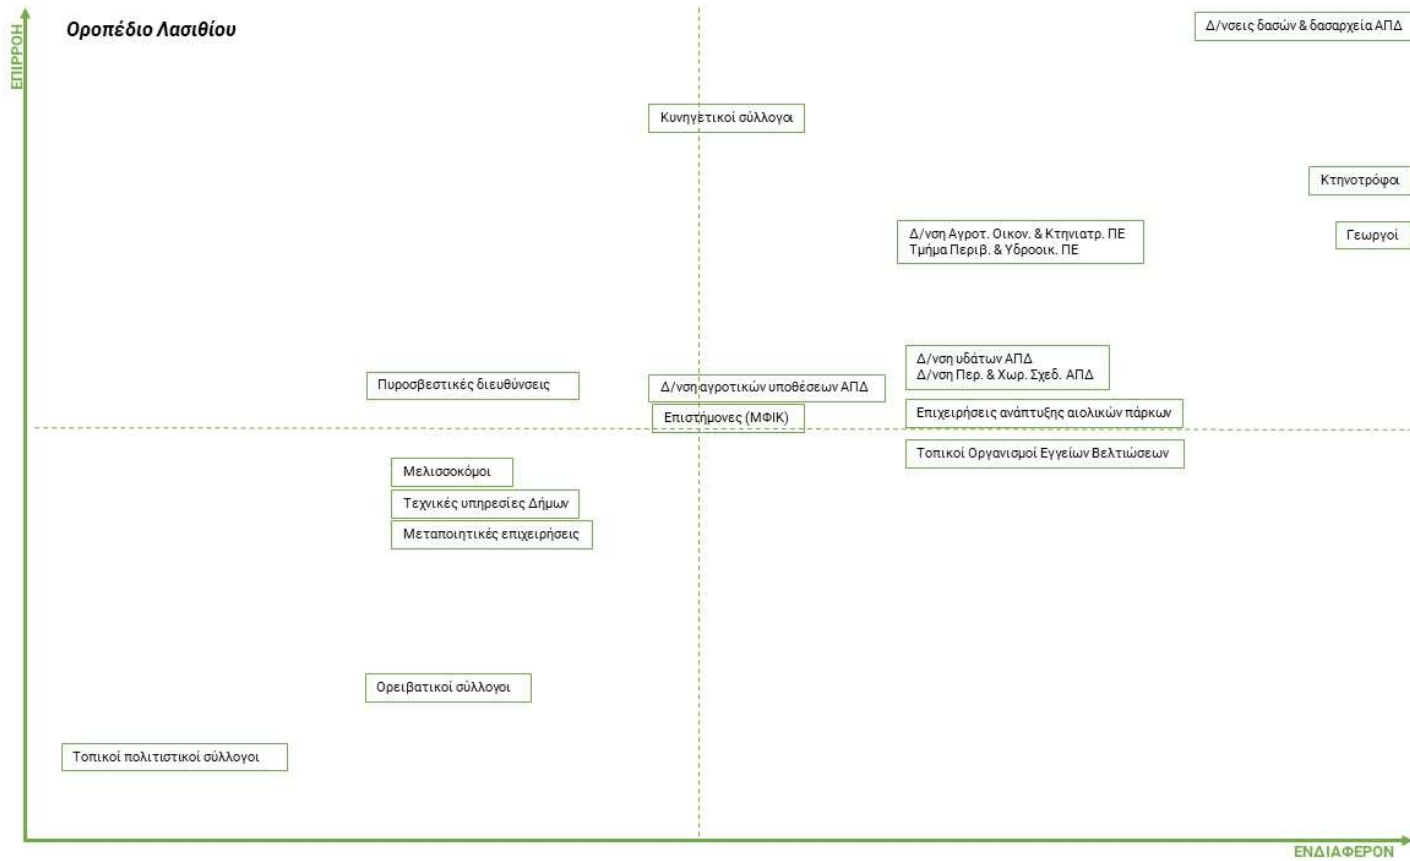 ΕΠΙΡΡΟΗ
Οροπέδιο Λασιθίου
Δ/νσεις δασών & δασαρχεία ΑΠΔ
Κυνηγετικοί σύλλογοι
Κτηνοτρόφοι
Δ/νση Αγροτ. Οικον. & Κτηνιατρ. ΠΕ
Τμήμα Περιβ. & Υδροοικ. ΠΕ
Γεωργοί
Δ/νση υδάτων ΑΠΔ
Δ/νση Περ. & Χωρ. Σχεδ. ΑΠΔ
Πυροσβεστικές διευθύνσεις
Δ/νση αγροτικών υποθέσεων ΑΠΔ
Επιστήμονες (ΜΦΙΚ)
Επιχειρήσεις ανάπτυξης αιολικών πάρκων
Τοπικοί Οργανισμοί Εγγείων Βελτιώσεων
Μελισσοκόμοι
Τεχνικές υπηρεσίες Δήμων
Μεταποιητικές επιχειρήσεις
Ορειβατικοί σύλλογοι
Τοπικοί πολιτιστικοί σύλλογοι
ΕΝΔΙΑΦΕΡΟΝ